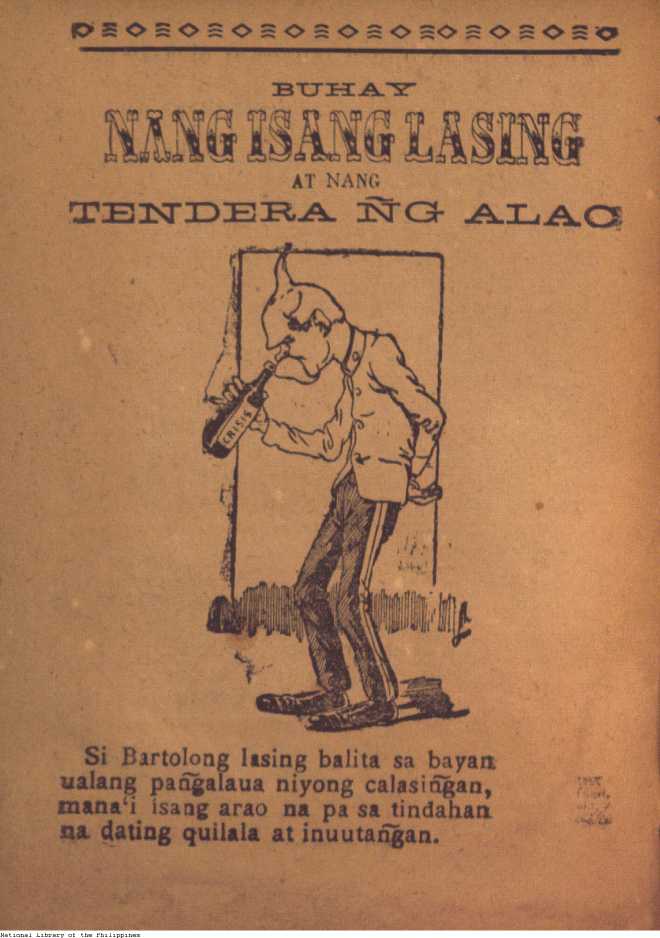 BUHAY
NANG ISANG LASING
AT NANG
TENDERA ÑG ALAC
CRISIS
Si Bartolong lasing balita sa bayan
ualang pan͠galaua niyong calasin͠gan,
mana‘i isang arao na pa sa tindahan
na dating quilala at inuutan͠gan.
National Library of the Philippines